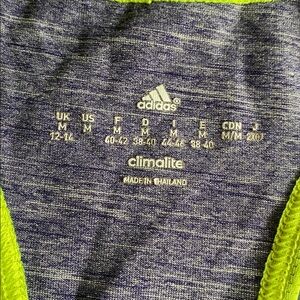 adidas®
UK US F D I E CDN J
M M M M M M M/M
12-14 40-42 38-40 44-46 38-40
climalite
MADE IN THAILAND